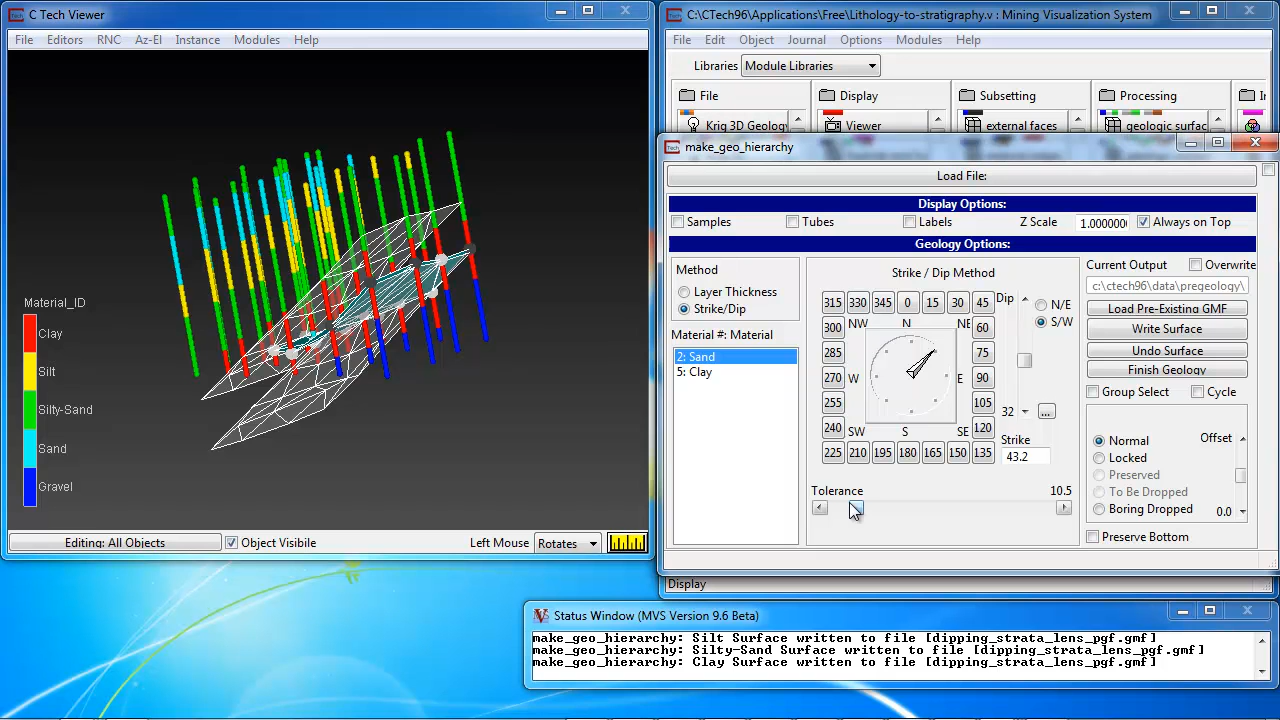 C Tech Viewer
File Editors RNC Az-El Instance Modules Help
Material_ID
Clay
Silt
Silty-Sand
Sand
Gravel
Editing: All Objects Object Visibile Left Mouse Rotates
C:\CTech96\Applications\Free\Lithology-to-stratigraphy.v : Mining Visualization System
File Edit Object Journal Options Modules Help
Libraries Module Libraries
File Display Subsetting Processing
Krig 3D Geology Viewer external faces geologic surfac
make_geo_hierarchy
Load File:
Display Options:
Samples Tubes Labels Z Scale 1.000000 Always on Top
Geology Options:
Method
Layer Thickness
Strike/Dip
Material #: Material
2: Sand
5: Clay
Strike / Dip Method
315 330 345 0 15 30 45 Dip
NW N NE
300 60
285 75
270 W E 90
255 105
240 120
SW S SE
225 210 195 180 165 150 135
N/E
S/W
32 ...
Strike
43.2
Tolerance 10.5
Current Output Overwrite
c:\ctech96\data\pregeology\
Load Pre-Existing GMF
Write Surface
Undo Surface
Finish Geology
Group Select Cycle
Normal Offset
Locked
Preserved
To Be Dropped
Boring Dropped 0.0
Preserve Bottom
Display
Status Window (MVS Version 9.6 Beta)
make_geo_hierarchy: Silt Surface written to file [dipping_strata_lens_pgf.gmf]
make_geo_hierarchy: Silty-Sand Surface written to file [dipping_strata_lens_pgf.gmf]
make_geo_hierarchy: Clay Surface written to file [dipping_strata_lens_pgf.gmf]